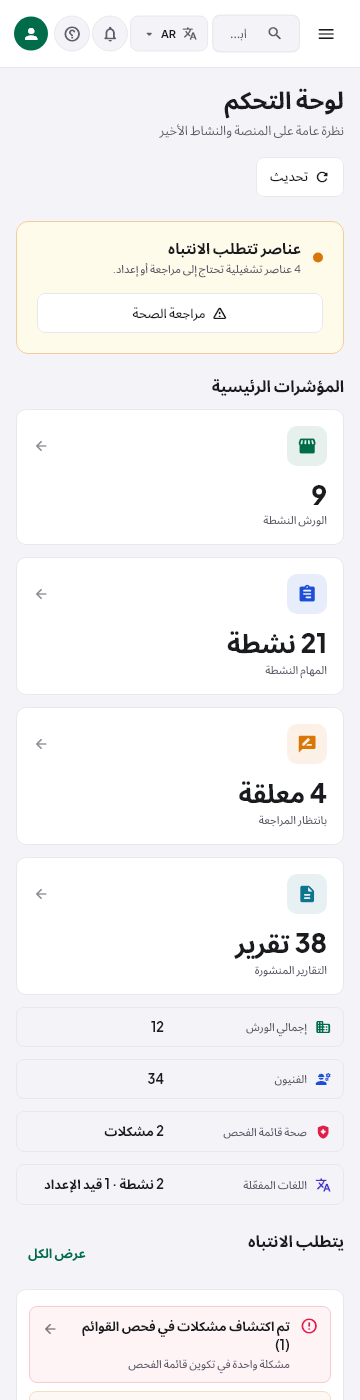 ابـ...
AR
لوحة التحكم
نظرة عامة على المنصة والنشاط الأخير
تحديث
عناصر تتطلب الانتباه
4 عناصر تشغيلية تحتاج إلى مراجعة أو إعداد.
مراجعة الصحة
المؤشرات الرئيسية
9
الورش النشطة
21 نشطة
المهام النشطة
4 معلقة
بانتظار المراجعة
38 تقرير
التقارير المنشورة
إجمالي الورش 12
الفنيون 34
صحة قائمة الفحص 2 مشكلات
اللغات المفعّلة 2 نشطة · 1 قيد الإعداد
يتطلب الانتباه
عرض الكل
تم اكتشاف مشكلات في فحص القوائم
(1)
مشكلة واحدة في تكوين قائمة الفحص